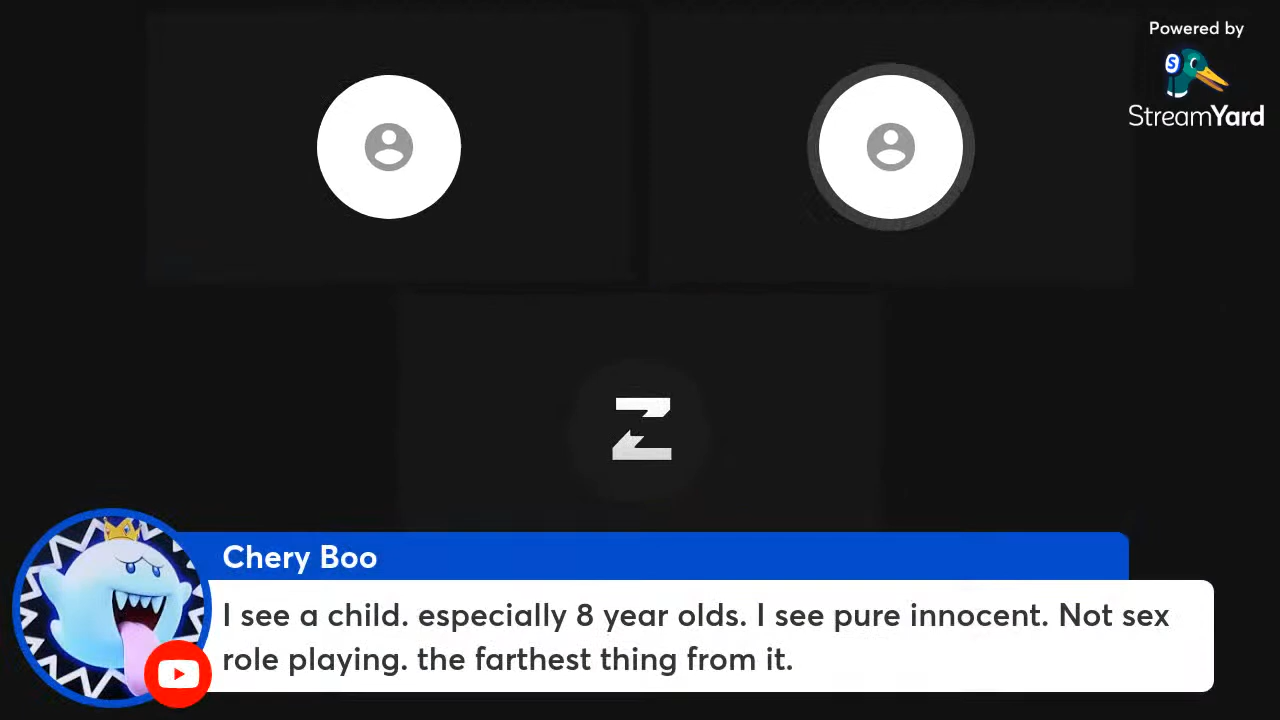 Powered by
StreamYard
Chery Boo
I see a child. especially 8 year olds. I see pure innocent. Not sex
role playing. the farthest thing from it.